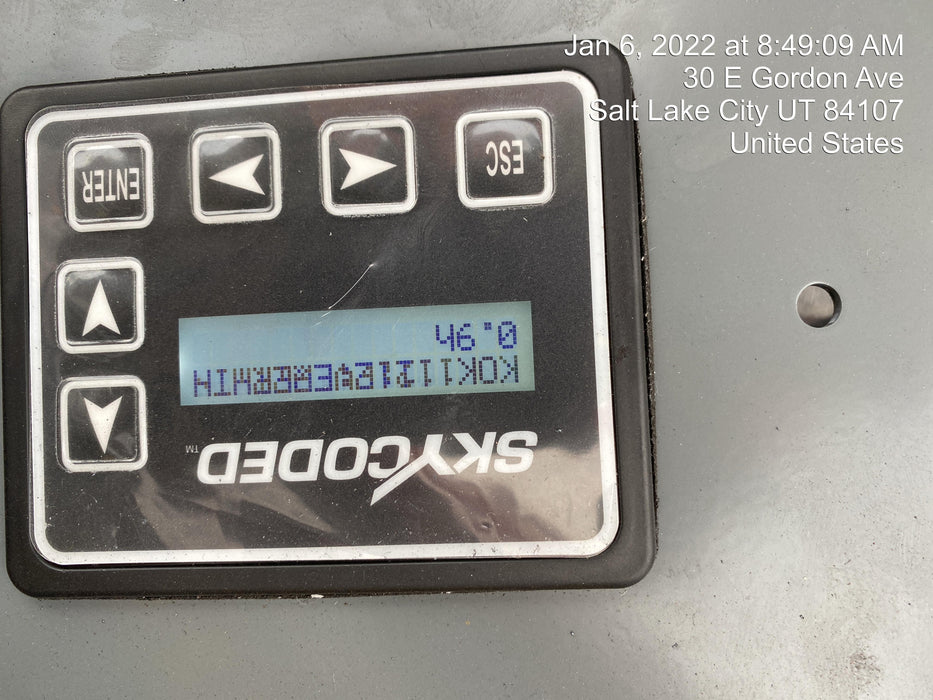 Jan 6, 2022 at 8:49:09 AM
30 E Gordon Ave
Salt Lake City UT 84107
United States
SKYCODED™
0.9h
ESC
ENTER